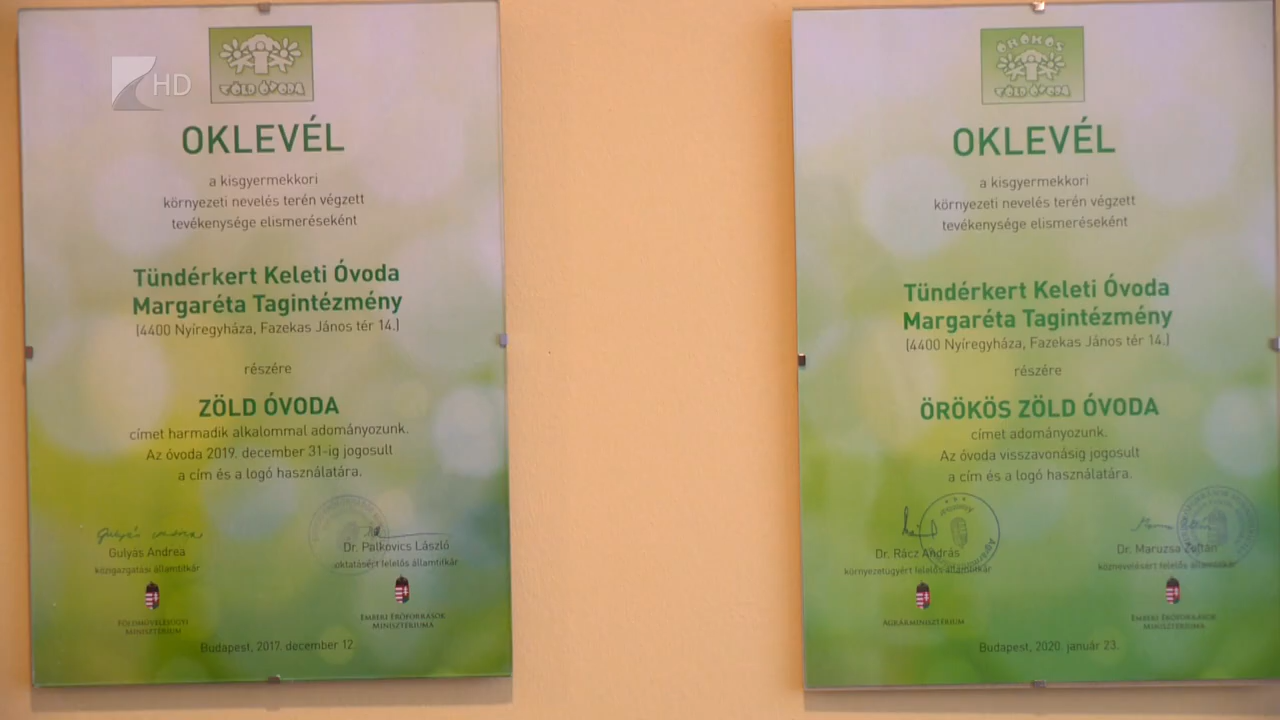 HD
ZÖLD ÓVODA
OKLEVÉL
a kisgyermekkori
környezeti nevelés terén végzett
tevékenysége elismeréseként
Tündérkert Keleti Óvoda
Margaréta Tagintézmény
(4400 Nyíregyháza, Fazekas János tér 14.)
részére
ZÖLD ÓVODA
címet harmadik alkalommal adományozunk.
Az óvoda 2019. december 31-ig jogosult
a cím és a logó használatára.
Gulyás Andrea
közigazgatási államtitkár
FÖLDMŰVELÉSÜGYI
MINISZTÉRIUM
Dr. Palkovics László
oktatásért felelős államtitkár
EMBERI ERŐFORRÁSOK
MINISZTÉRIUMA
Budapest, 2017. december 12.
ÖRÖKÖS
ZÖLD ÓVODA
OKLEVÉL
a kisgyermekkori
környezeti nevelés terén végzett
tevékenysége elismeréseként
Tündérkert Keleti Óvoda
Margaréta Tagintézmény
(4400 Nyíregyháza, Fazekas János tér 14.)
részére
ÖRÖKÖS ZÖLD ÓVODA
címet adományozunk.
Az óvoda visszavonásig jogosult
a cím és a logó használatára.
Dr. Rácz András
környezetügyért felelős államtitkár
AGRÁRMINISZTÉRIUM
Dr. Maruzsa Zoltán
köznevelésért felelős államtitkár
EMBERI ERŐFORRÁSOK
MINISZTÉRIUMA
Budapest, 2020. január 23.